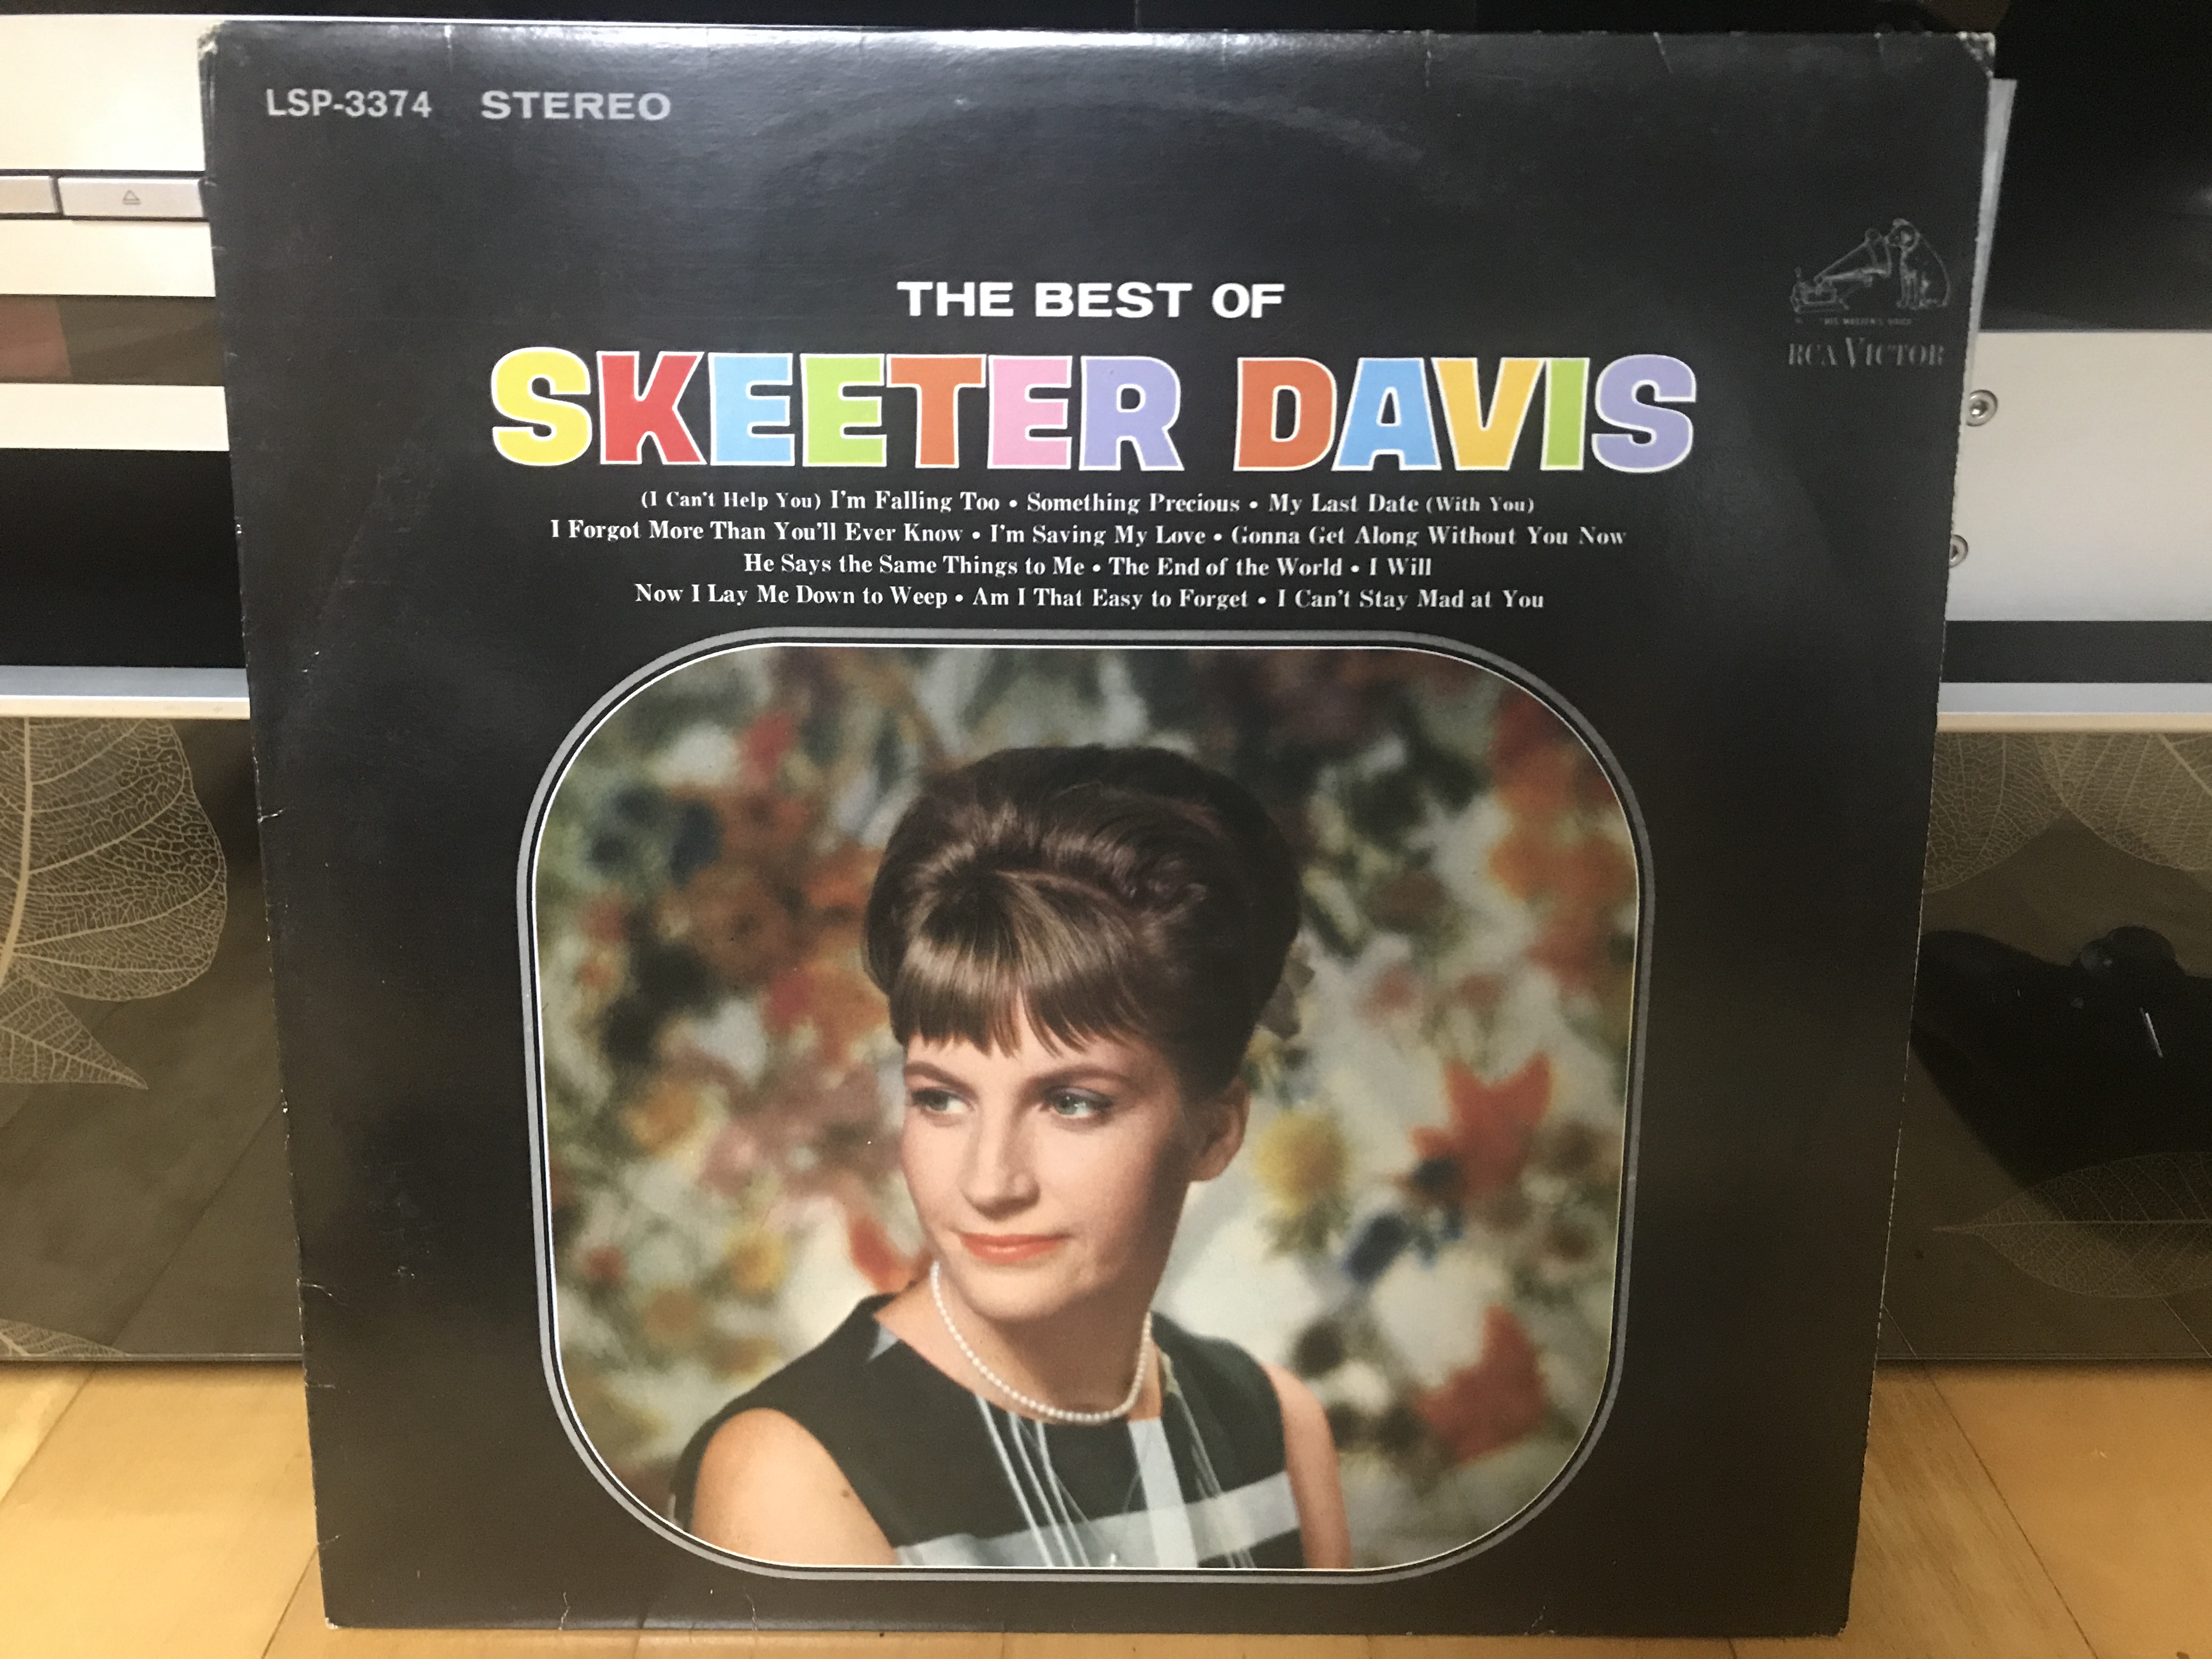 LSP-3374 STEREO
THE BEST OF
SKEETER DAVIS
"HIS MASTER'S VOICE"
RCA VICTOR
(I Can't Help You) I'm Falling Too • Something Precious • My Last Date (With You)
I Forgot More Than You'll Ever Know • I'm Saving My Love • Gonna Get Along Without You Now
He Says the Same Things to Me • The End of the World • I Will
Now I Lay Me Down to Weep • Am I That Easy to Forget • I Can't Stay Mad at You